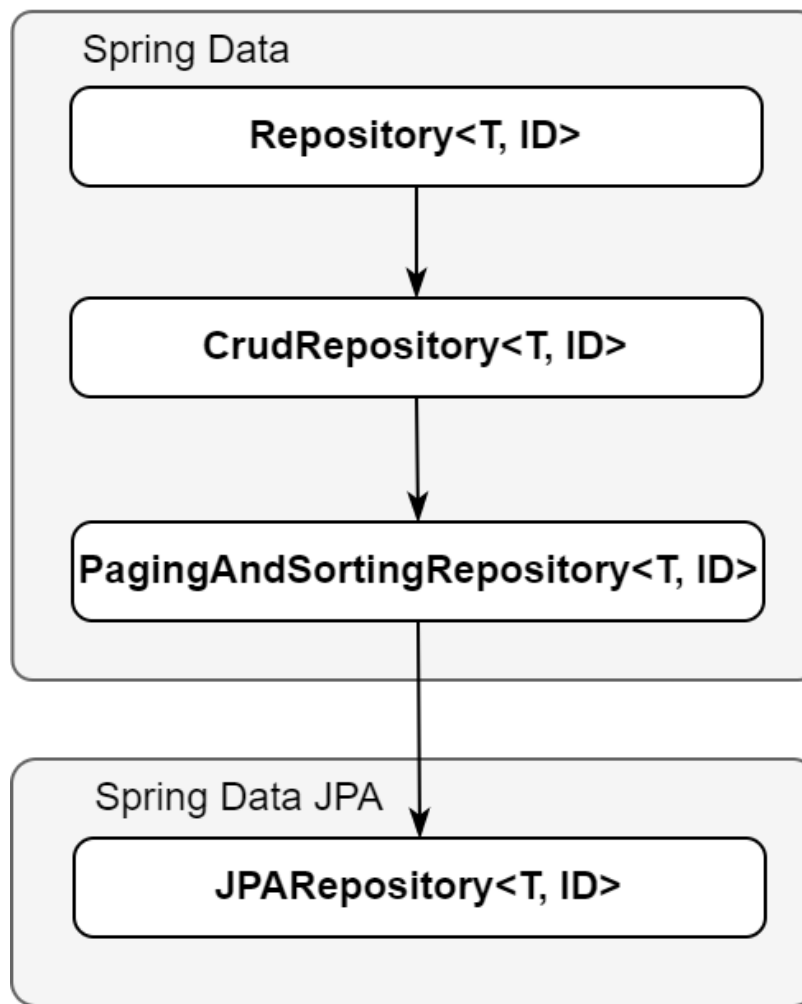 Spring Data
Repository<T, ID>
CrudRepository<T, ID>
PagingAndSortingRepository<T, ID>
Spring Data JPA
JPARepository<T, ID>